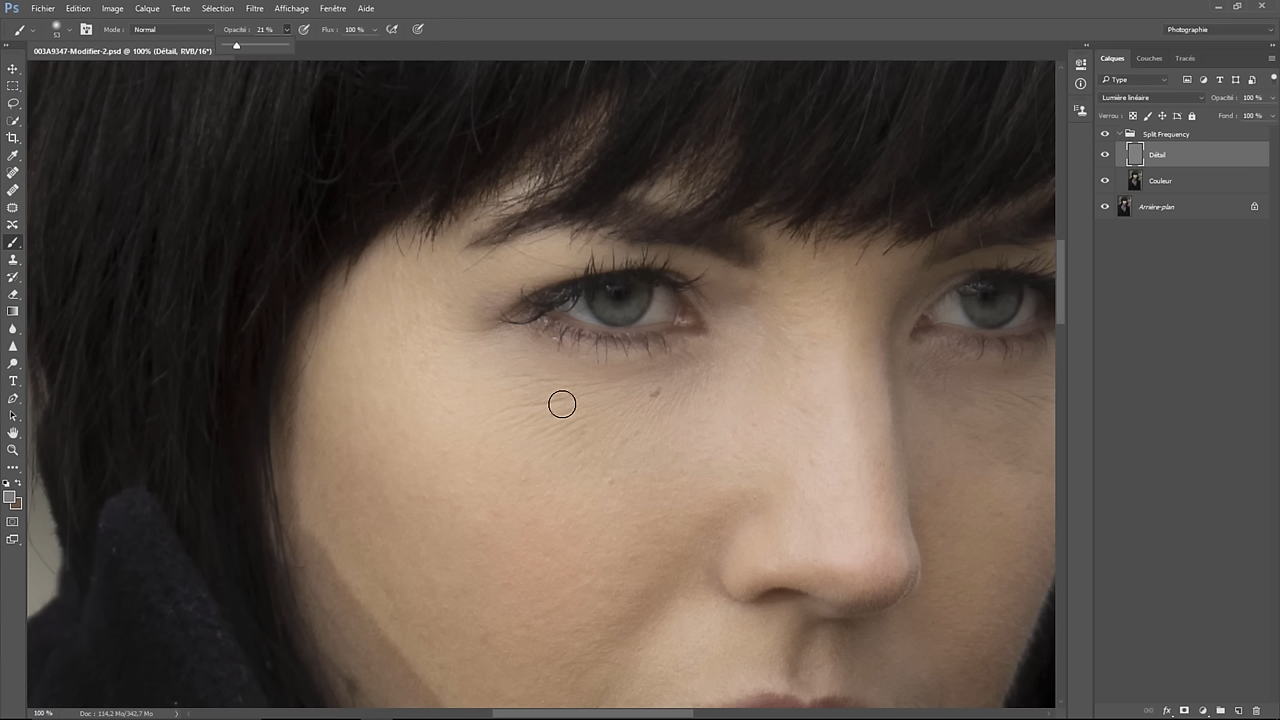 Ps Fichier Edition Image Calque Texte Sélection Filtre Affichage Fenêtre Aide
53 Mode : Normal Opacité : 21 % Flux : 100 % Photographie
003A9347-Modifier-2.psd @ 100% (Détail, RVB/16*)
Calques Couches Tracés
Type
Lumière linéaire Opacité : 100 %
Verrou : Fond : 100 %
Split Frequency
Détail
Couleur
Arrière-plan
100 % Doc : 114,2 Mo/342,7 Mo